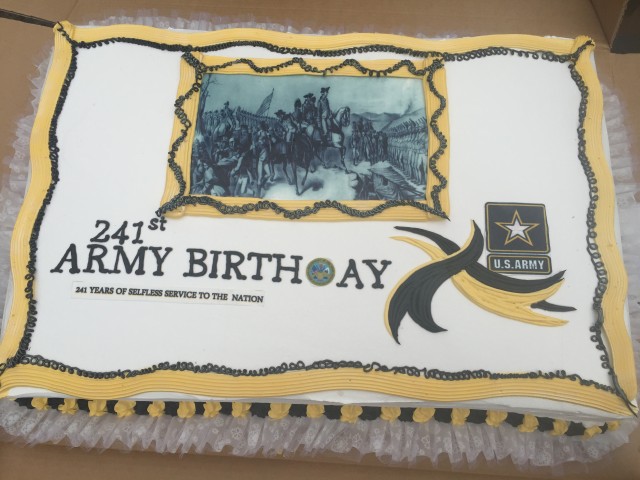 241st
ARMY BIRTH AY
241 YEARS OF SELFLESS SERVICE TO THE NATION
U.S.ARMY